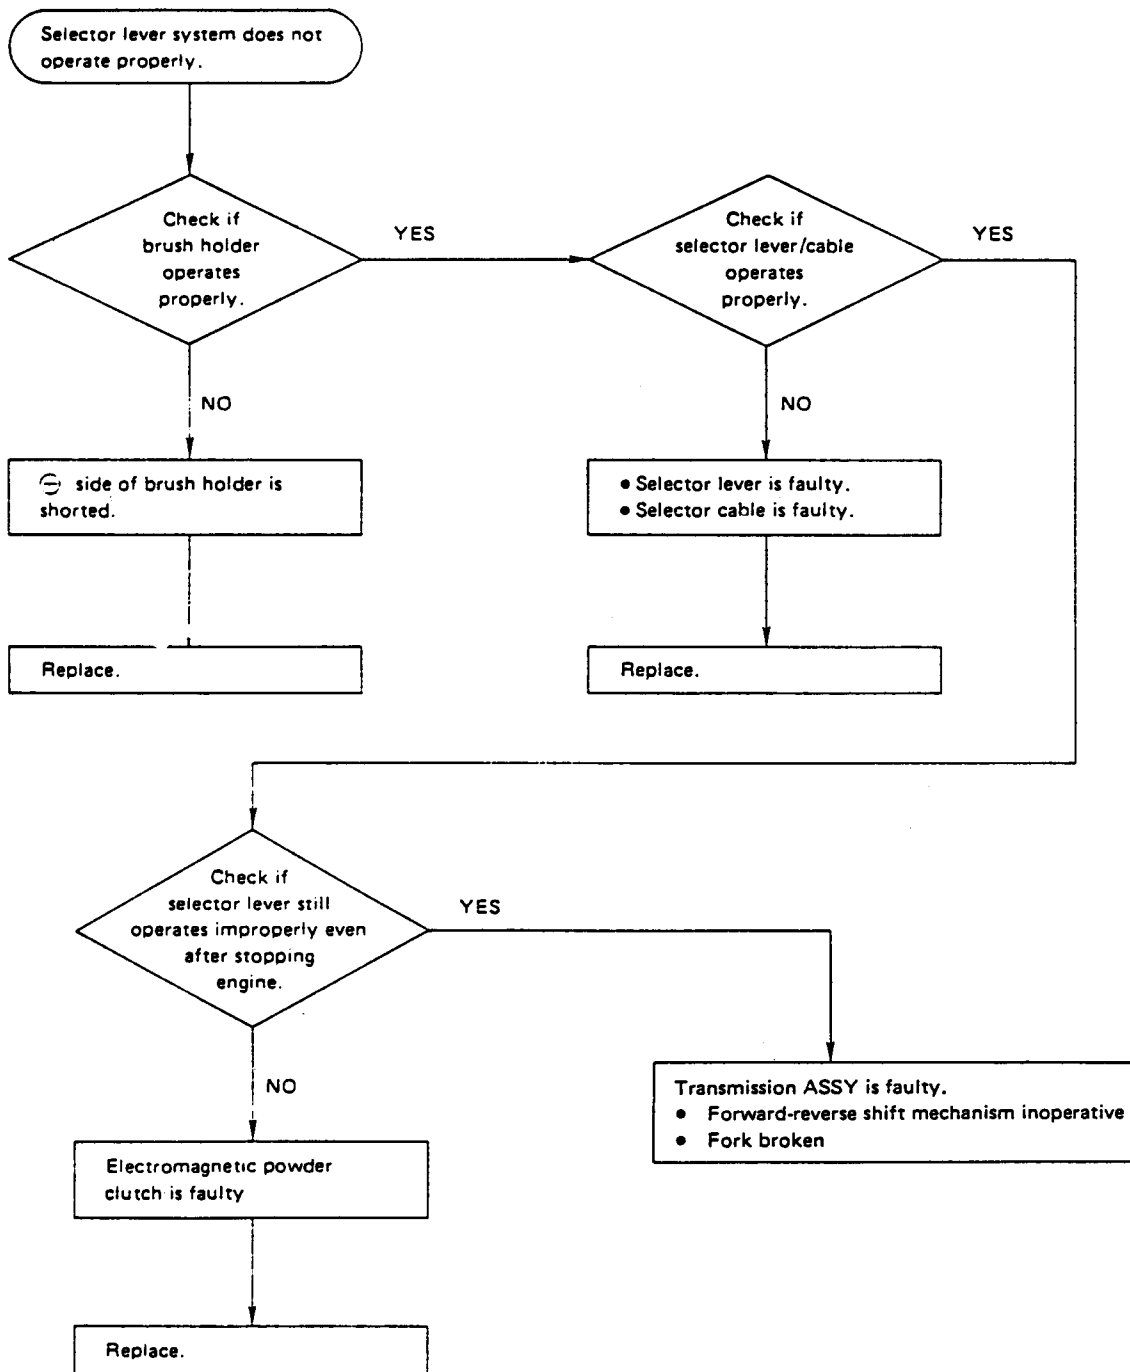 Selector lever system does not
operate properly.
Check if
brush holder
operates
properly.
YES
Check if
selector lever/cable
operates
properly.
YES
NO
NO
⊖ side of brush holder is
shorted.
• Selector lever is faulty.
• Selector cable is faulty.
Replace.
Replace.
Check if
selector lever still
operates improperly even
after stopping
engine.
YES
NO
Transmission ASSY is faulty.
• Forward-reverse shift mechanism inoperative
• Fork broken
Electromagnetic powder
clutch is faulty
Replace.